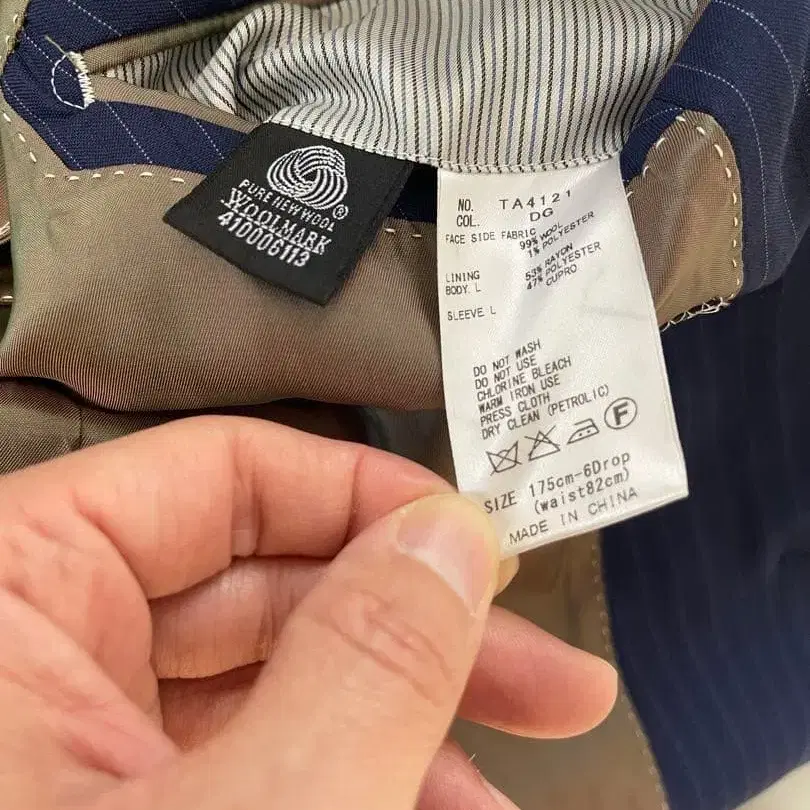 PURE NEW WOOL ®
WOOLMARK
410006113
NO. TA4121
COL. DG
FACE SIDE FABRIC
99% WOOL
1% POLYESTER
LINING
BODY. L 53% RAYON
47% POLYESTER
SLEEVE L CUPRO
DO NOT WASH
DO NOT USE
CHLORINE BLEACH
WARM IRON USE
PRESS CLOTH
DRY CLEAN (PETROLIC)
F
SIZE 175cm-6Drop
(waist82cm)
MADE IN CHINA